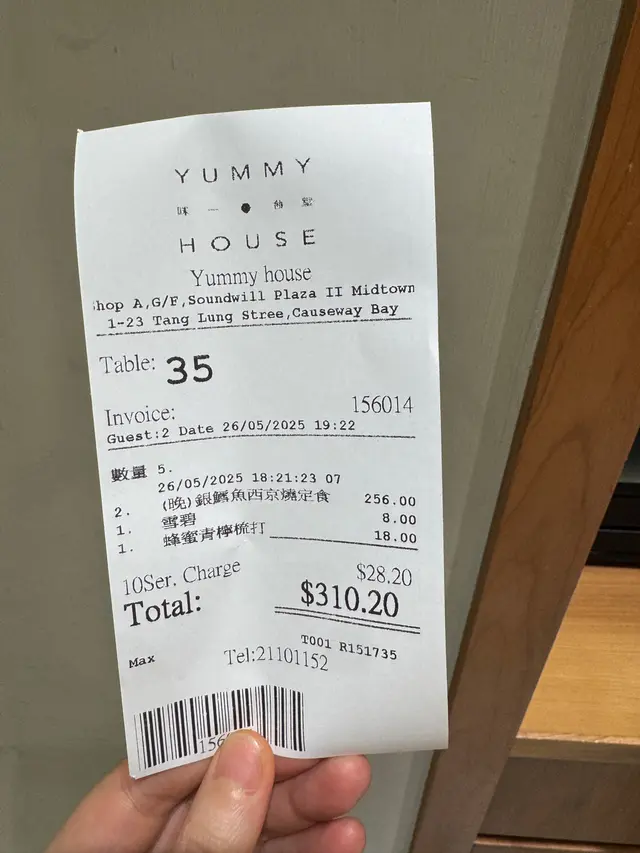 YUMMY
味 一 • 飽
HOUSE
Yummy house
hop A,G/F,Soundwill Plaza II Midtown
1-23 Tang Lung Stree,Causeway Bay
Table: 35
Invoice: 156014
Guest:2 Date 26/05/2025 19:22
數量 5.
26/05/2025 18:21:23 07
2. (晚)銀鱈魚西京燒定食 256.00
1. 雪碧 8.00
1. 蜂蜜青檸梳打 18.00
10Ser. Charge $28.20
Total: $310.20
T001 R151735
Max Tel:21101152
156